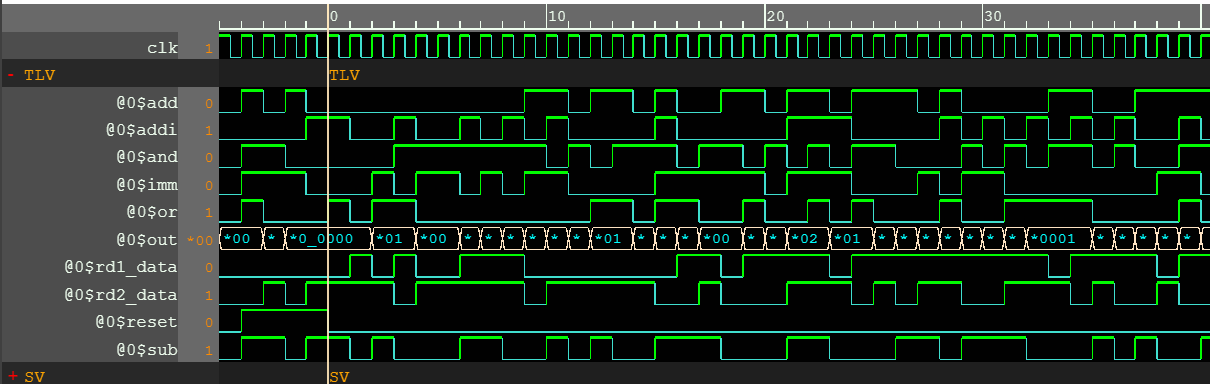 0 10 20 30
clk 1
- TLV TLV
@0$add 0
@0$addi 1
@0$and 0
@0$imm 0
@0$or 1
@0$out *00 *00 * *0_0000 *01 *00 * * * * * * *01 * * * *00 * * *02 *01 * * * * * * * *0001 * * * * *
@0$rd1_data 0
@0$rd2_data 1
@0$reset 0
@0$sub 1
+ SV SV